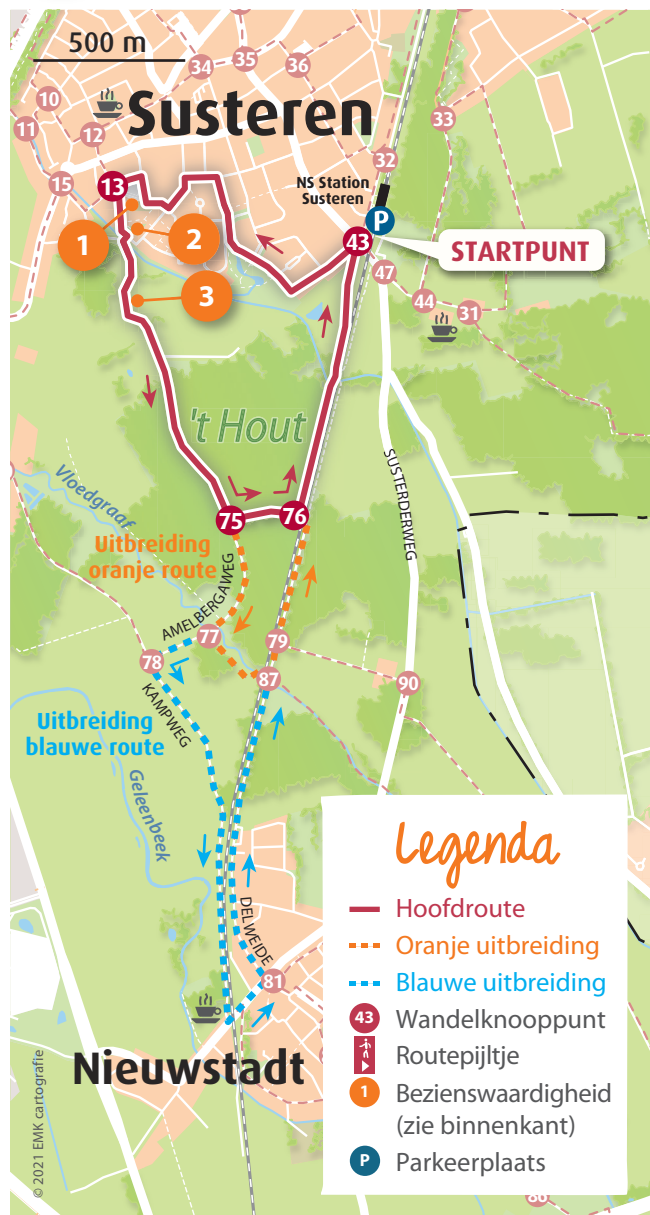 500 m
34
35
36
10
11
12
33
Susteren
32
15
13
NS Station
Susteren
P
1
2
43
STARTPUNT
47
3
44
31
't Hout
SUSTERDERWEG
Vloedgraaf
75
76
Uitbreiding
oranje route
AMELBERGAWEG
77
79
78
87
90
KAMPWEG
Uitbreiding
blauwe route
Geleenbeek
DELWEIDE
81
Nieuwstadt
Legenda
Hoofdroute
Oranje uitbreiding
Blauwe uitbreiding
43 Wandelknooppunt
Routepijltje
1 Bezienswaardigheid
(zie binnenkant)
P Parkeerplaats
© 2021 EMK cartografie